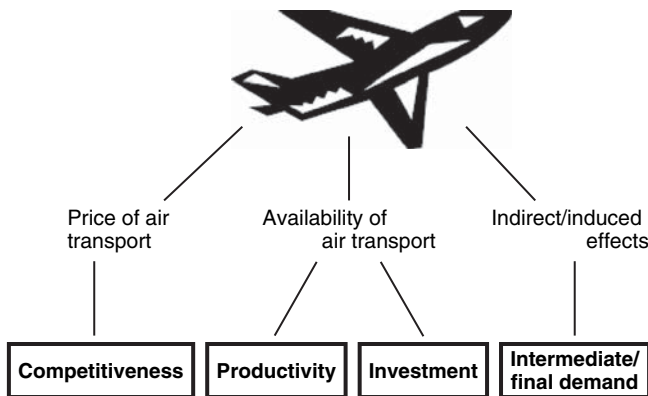 Price of air
transport
Availability of
air transport
Indirect/induced
effects
Competitiveness
Productivity
Investment
Intermediate/
final demand